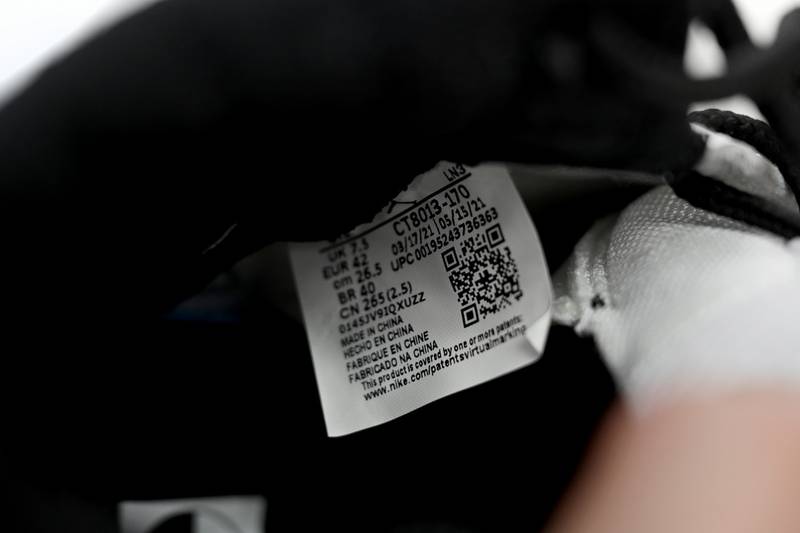 LN3
UK 7.5
EUR 42
cm 26.5
BR 40
CN 265(2.5)
0145JV91QXUZZ
MADE IN CHINA
HECHO EN CHINA
FABRIQUE EN CHINE
FABRICADO NA CHINA
This product is covered by one or more patents:
www.nike.com/patentsvirtualmarking
CT8013-170
03/17/21 | 05/15/21
UPC 00195243736363